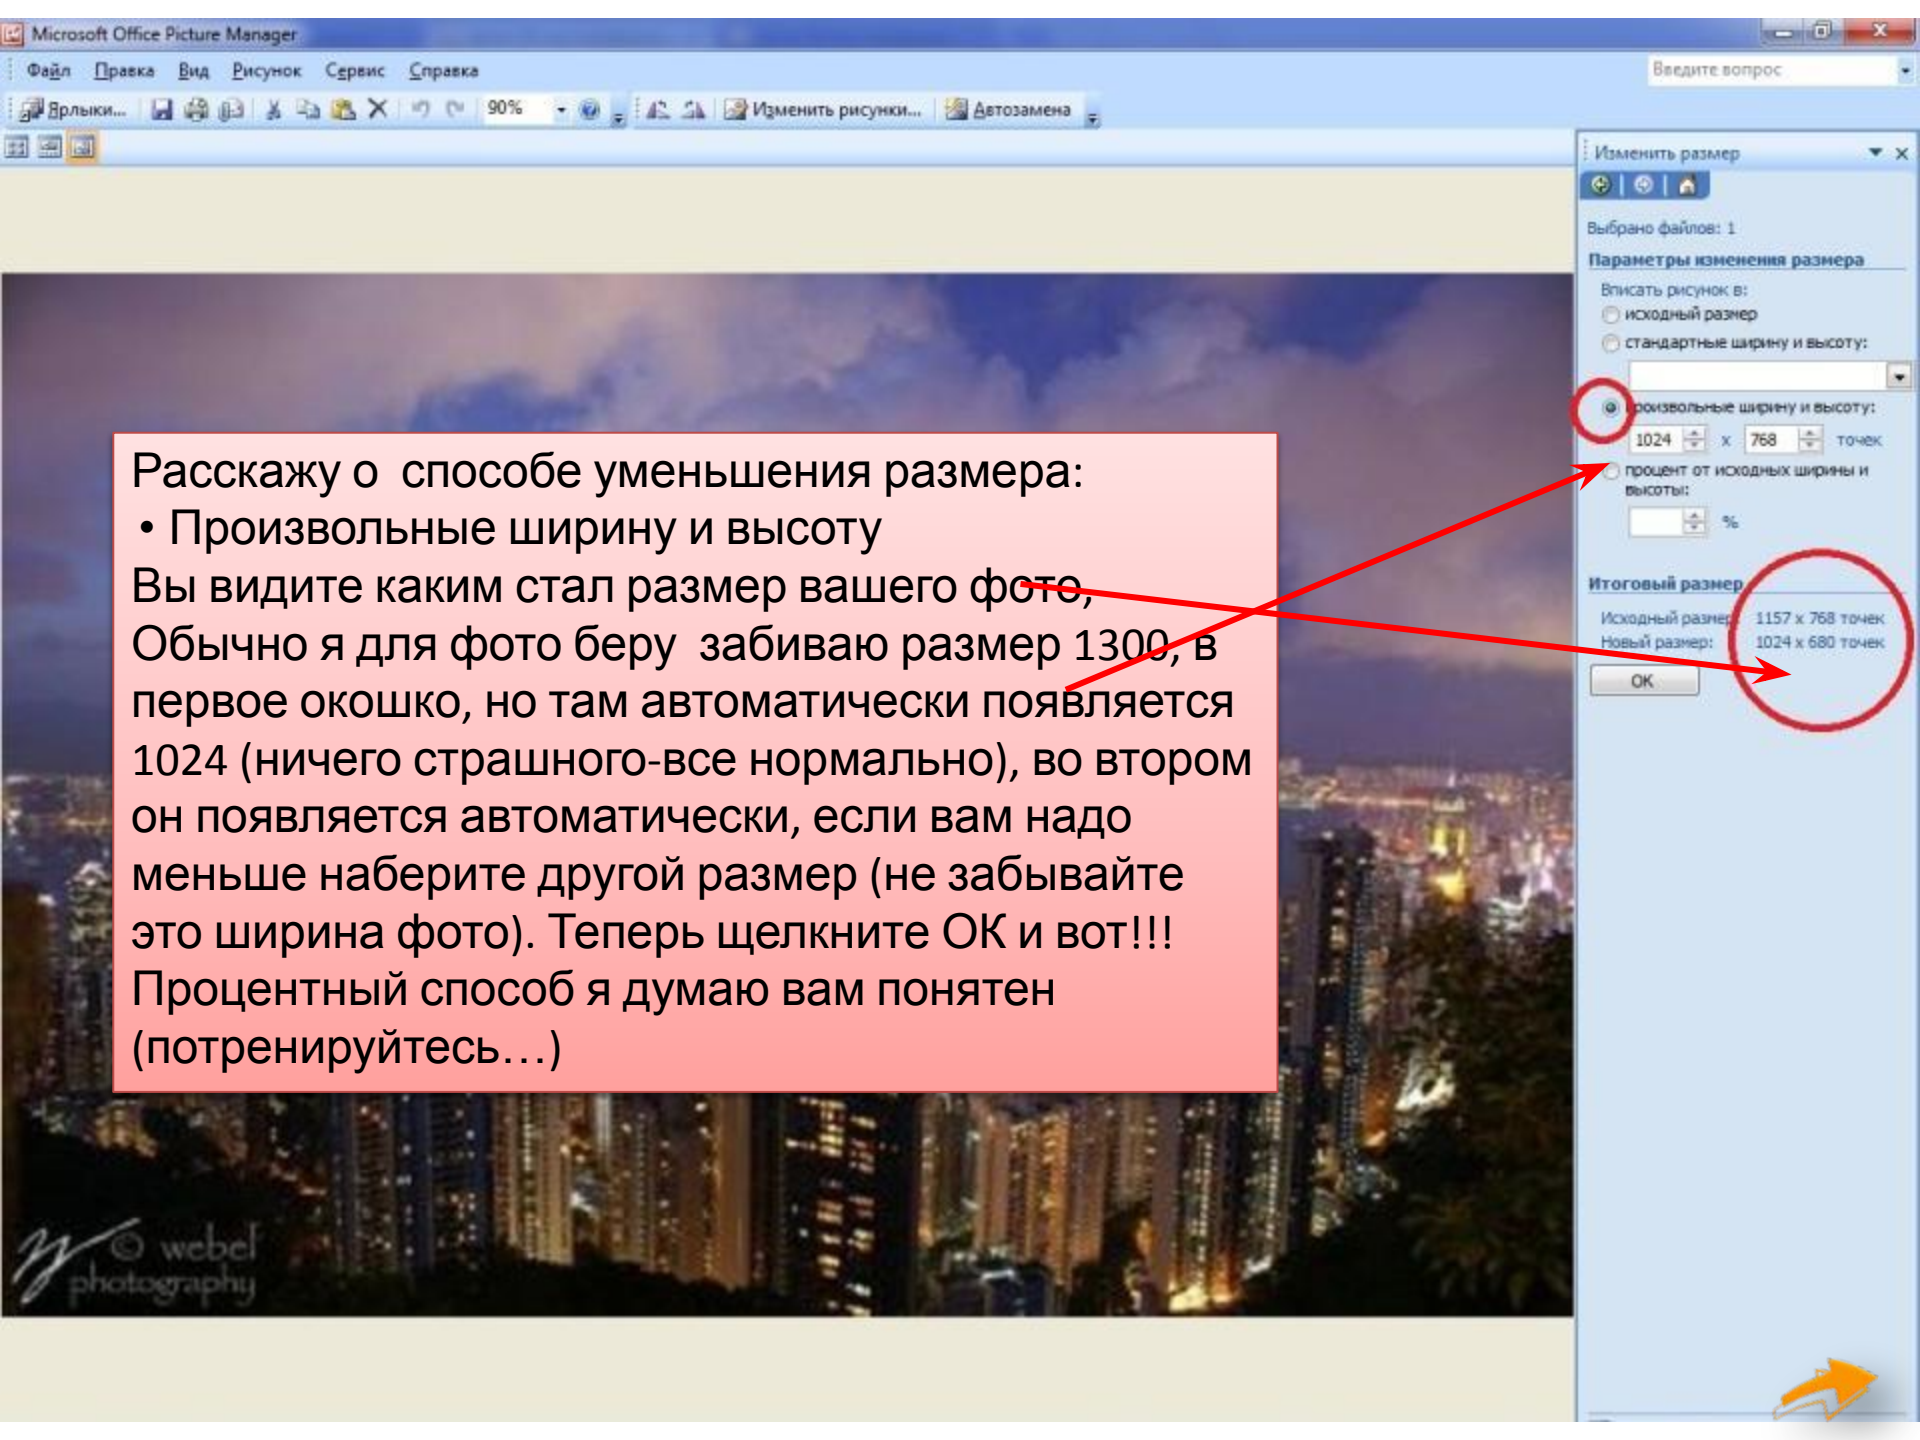 Microsoft Office Picture Manager
Файл Правка Вид Рисунок Сервис Справка
Введите вопрос
Ярлыки... 90% Изменить рисунки... Автозамена
Изменить размер
Выбрано файлов: 1
Параметры изменения размера
Вписать рисунок в:
исходный размер
стандартные ширину и высоту:
произвольные ширину и высоту:
1024 x 768 точек
процент от исходных ширины и
высоты:
%
Итоговый размер
Исходный размер: 1157 x 768 точек
Новый размер: 1024 x 680 точек
OK
Расскажу о способе уменьшения размера:
• Произвольные ширину и высоту
Вы видите каким стал размер вашего фото,
Обычно я для фото беру забиваю размер 1300, в
первое окошко, но там автоматически появляется
1024 (ничего страшного-все нормально), во втором
он появляется автоматически, если вам надо
меньше наберите другой размер (не забывайте
это ширина фото). Теперь щелкните ОК и вот!!!
Процентный способ я думаю вам понятен
(потренируйтесь...)
© webel
photography